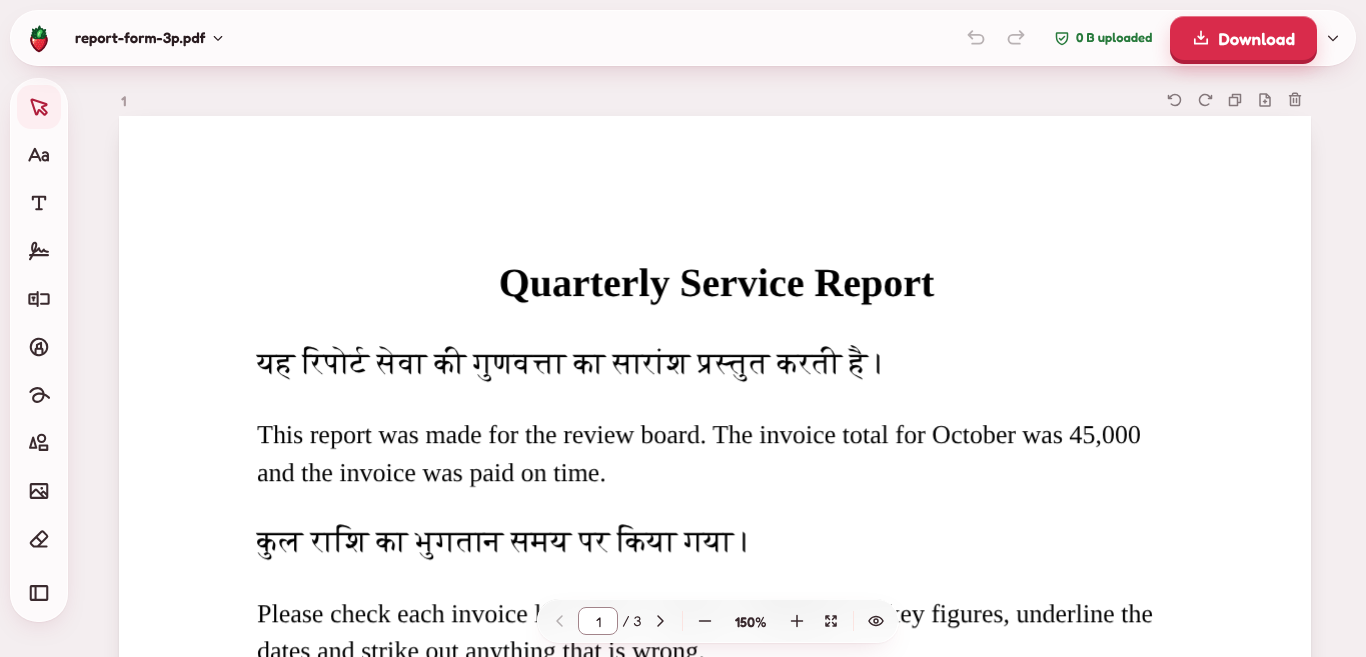 report-form-3p.pdf
0 B uploaded
Download
1
Aa
T
Quarterly Service Report
यह रिपोर्ट सेवा की गुणवत्ता का सारांश प्रस्तुत करती है।
This report was made for the review board. The invoice total for October was 45,000
and the invoice was paid on time.
कुल राशि का भुगतान समय पर किया गया।
Please check each invoice key figures, underline the
dates and strike out anything that is wrong.
1 / 3
150%